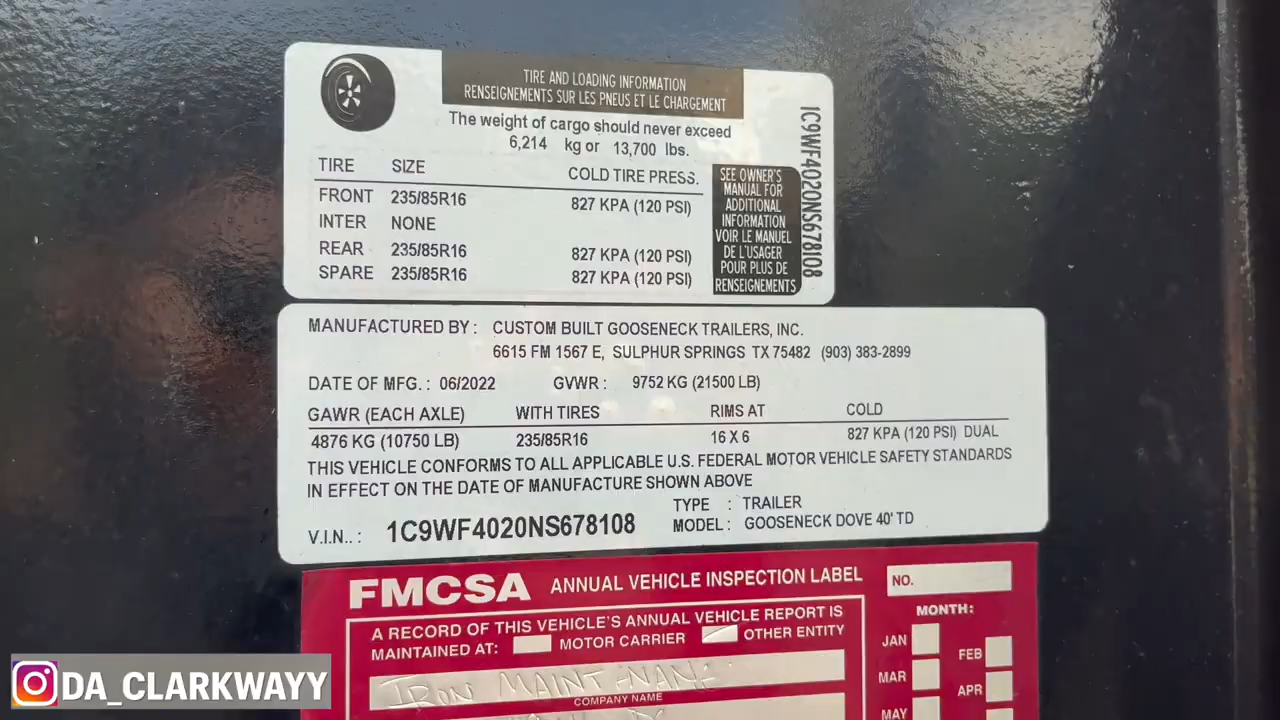 TIRE AND LOADING INFORMATION
RENSEIGNEMENTS SUR LES PNEUS ET LE CHARGEMENT
The weight of cargo should never exceed
6,214 kg or 13,700 lbs.
TIRE SIZE COLD TIRE PRESS.
FRONT 235/85R16 827 KPA (120 PSI)
INTER NONE
REAR 235/85R16 827 KPA (120 PSI)
SPARE 235/85R16 827 KPA (120 PSI)
SEE OWNER'S
MANUAL FOR
ADDITIONAL
INFORMATION
VOIR LE MANUEL
DE L'USAGER
POUR PLUS DE
RENSEIGNEMENTS
1C9WF4020NS678108
MANUFACTURED BY : CUSTOM BUILT GOOSENECK TRAILERS, INC.
6615 FM 1567 E, SULPHUR SPRINGS TX 75482 (903) 383-2899
DATE OF MFG. : 06/2022 GVWR : 9752 KG (21500 LB)
GAWR (EACH AXLE) WITH TIRES RIMS AT COLD
4876 KG (10750 LB) 235/85R16 16 X 6 827 KPA (120 PSI) DUAL
THIS VEHICLE CONFORMS TO ALL APPLICABLE U.S. FEDERAL MOTOR VEHICLE SAFETY STANDARDS
IN EFFECT ON THE DATE OF MANUFACTURE SHOWN ABOVE
TYPE : TRAILER
V.I.N.. : 1C9WF4020NS678108 MODEL : GOOSENECK DOVE 40' TD
FMCSA ANNUAL VEHICLE INSPECTION LABEL NO.
A RECORD OF THIS VEHICLE'S ANNUAL VEHICLE REPORT IS
MAINTAINED AT: MOTOR CARRIER OTHER ENTITY
IRON
COMPANY NAME
MONTH:
JAN FEB
MAR APR
MAY
DA_CLARKWAYY